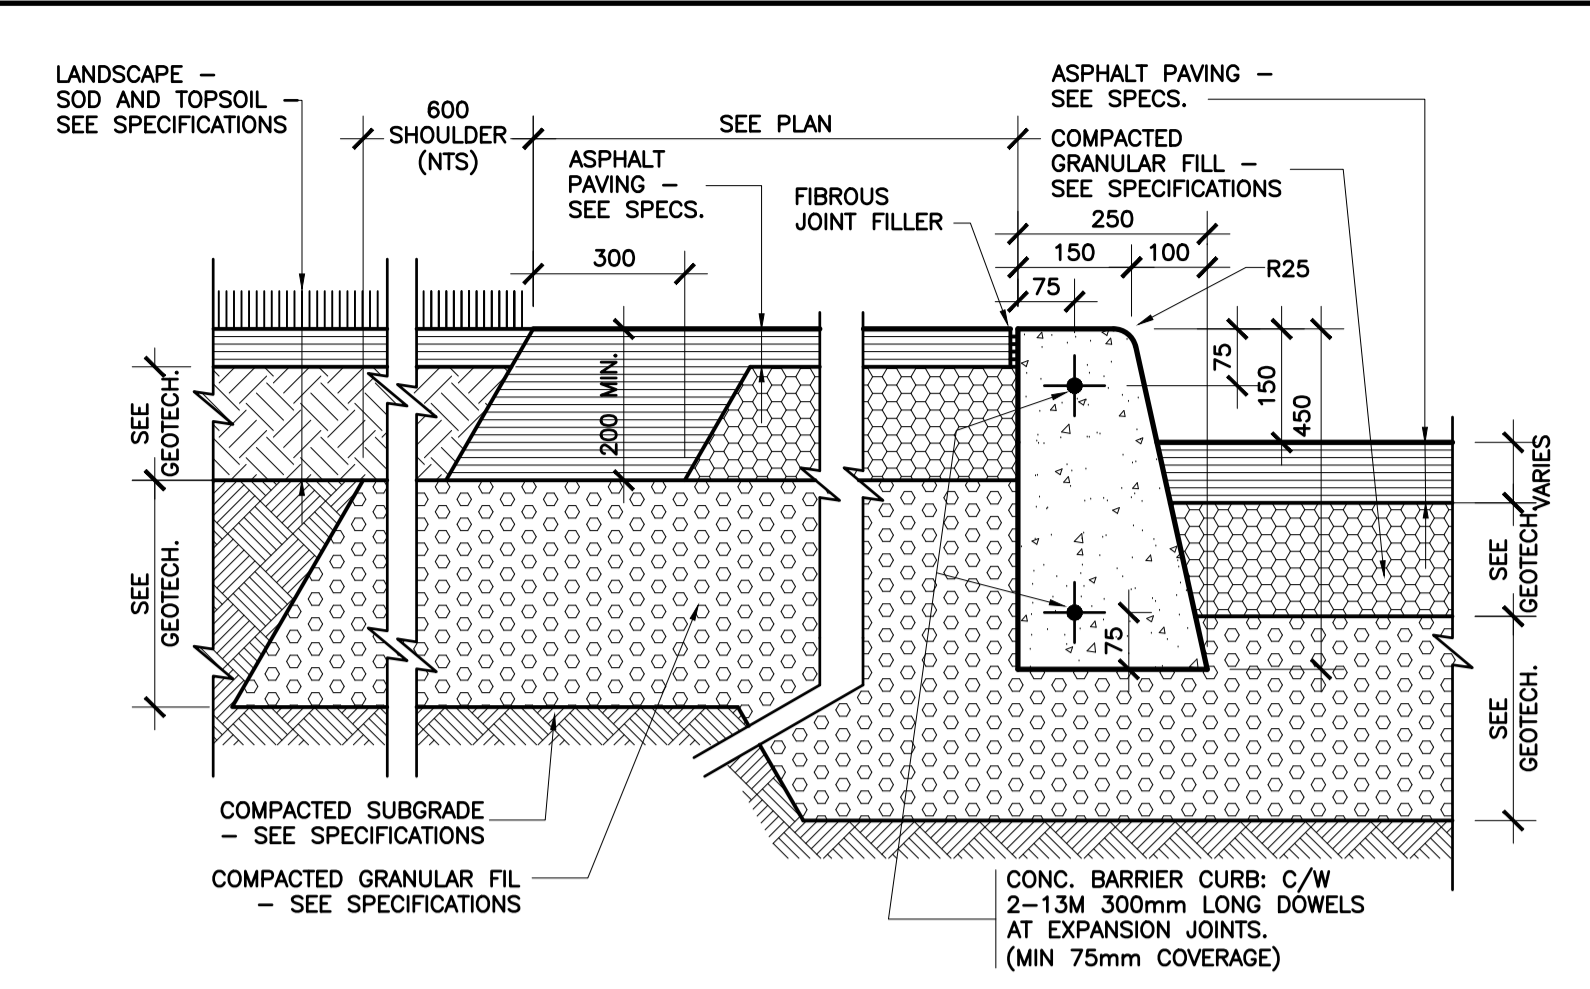 LANDSCAPE –
SOD AND TOPSOIL –
SEE SPECIFICATIONS
600
SHOULDER
(NTS)
SEE PLAN
ASPHALT
PAVING –
SEE SPECS.
FIBROUS
JOINT FILLER
ASPHALT PAVING –
SEE SPECS.
COMPACTED
GRANULAR FILL –
SEE SPECIFICATIONS
250
150
100
75
R25
300
200 MIN.
75
150
450
75
SEE
GEOTECH.
SEE
GEOTECH.
VARIES
SEE
GEOTECH.
SEE
GEOTECH.
COMPACTED SUBGRADE
– SEE SPECIFICATIONS
COMPACTED GRANULAR FIL
– SEE SPECIFICATIONS
CONC. BARRIER CURB: C/W
2–13M 300mm LONG DOWELS
AT EXPANSION JOINTS.
(MIN 75mm COVERAGE)